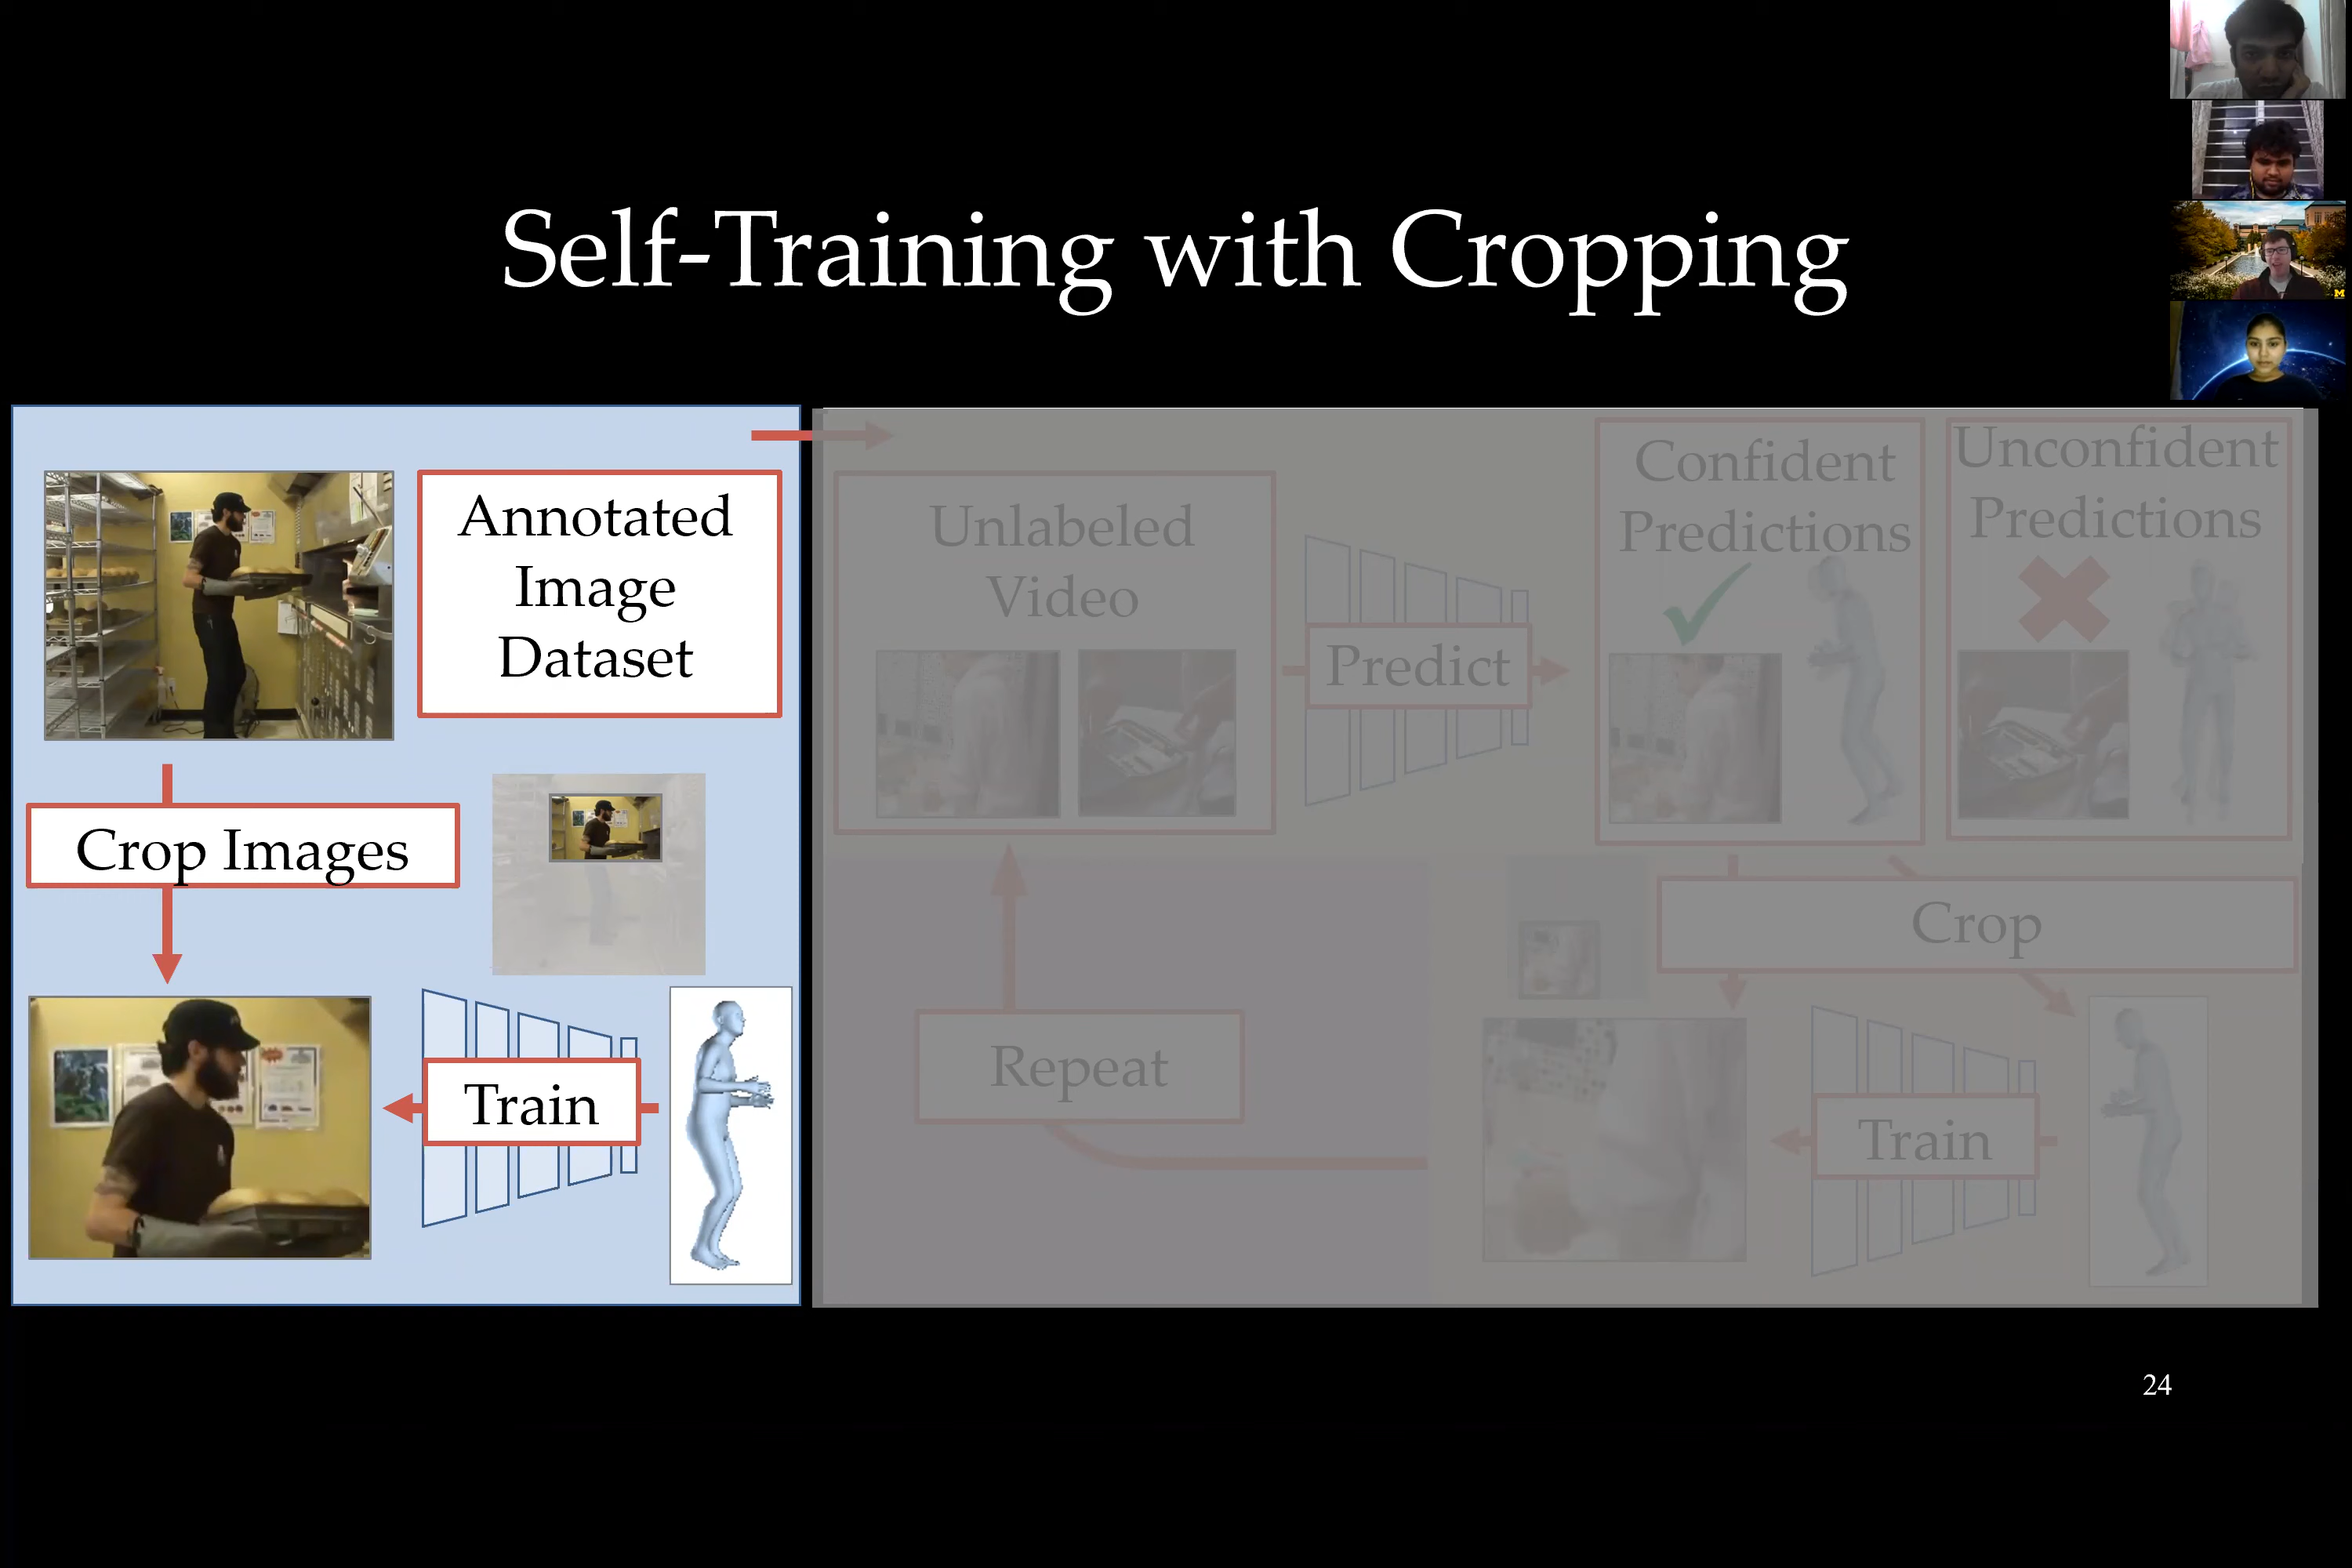 Self-Training with Cropping
Annotated
Image
Dataset
Crop Images
Train
Unlabeled
Video
Predict
Confident
Predictions
Unconfident
Predictions
Crop
Repeat
Train
24
M